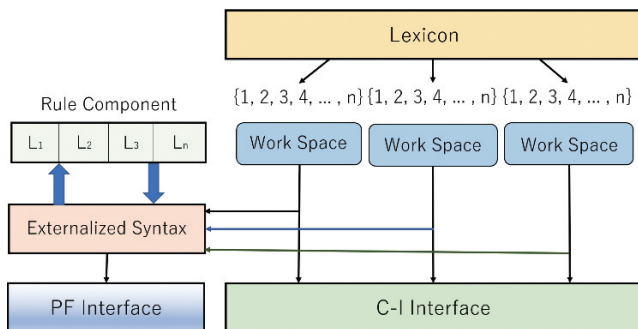 Lexicon
{1, 2, 3, 4, ... , n} {1, 2, 3, 4, ... , n} {1, 2, 3, 4, ... , n}
Rule Component
L₁ L₂ L₃ Lₙ
Work Space Work Space Work Space
Externalized Syntax
PF Interface C-I Interface